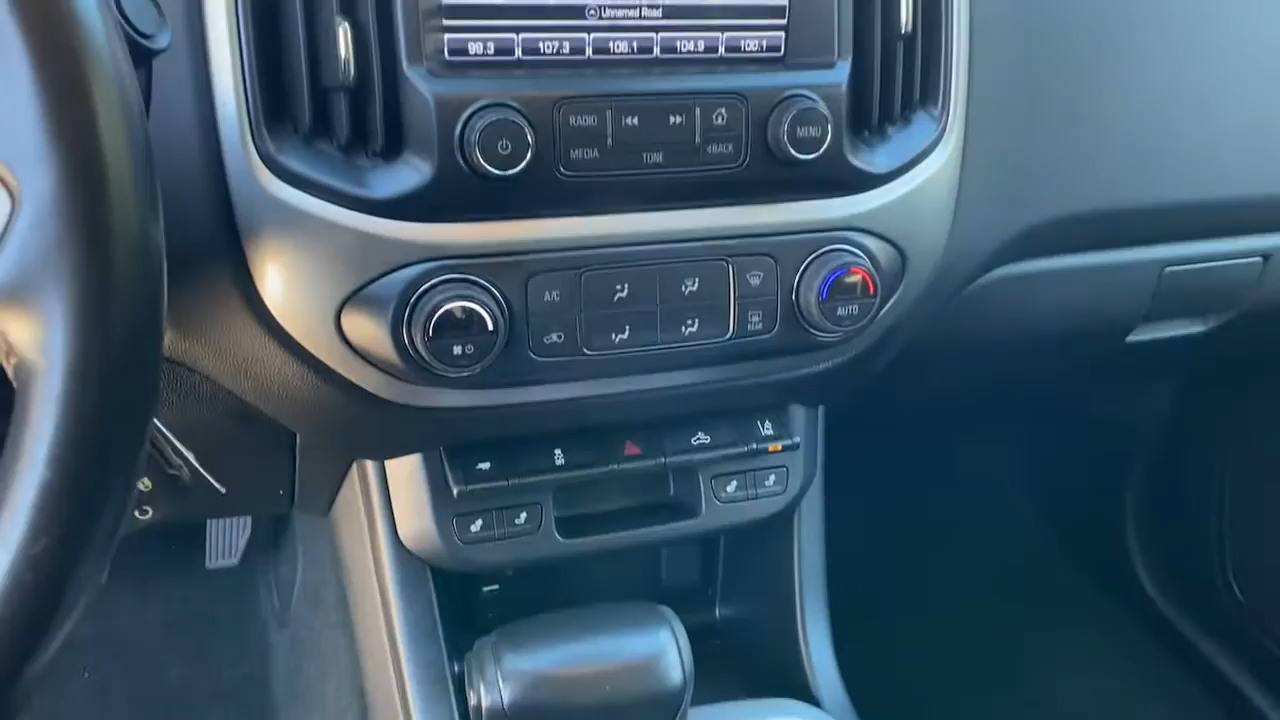 Unnamed Road
99.3 107.3 106.1 104.9 100.1
RADIO
MENU
MEDIA TONE <BACK
A/C
REAR
AUTO